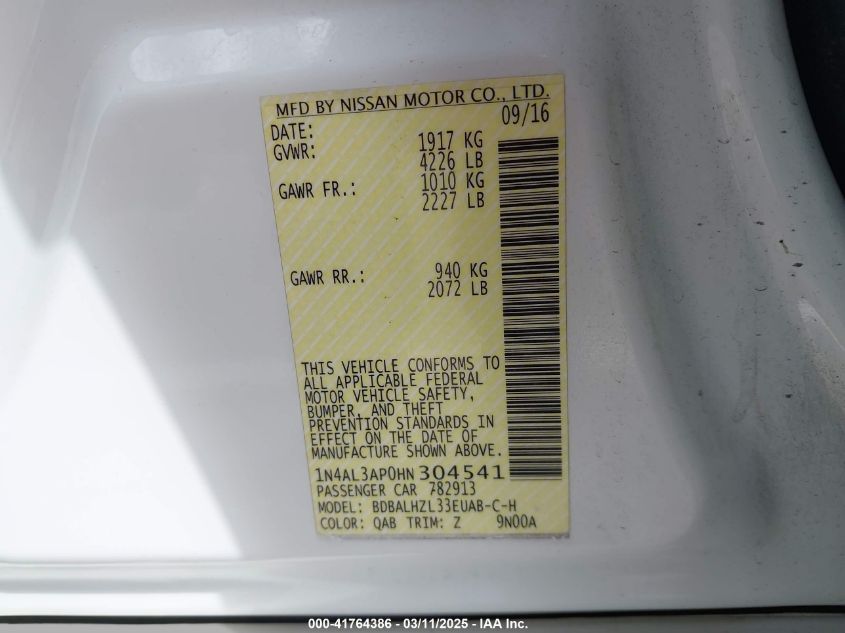 MFD BY NISSAN MOTOR CO., LTD.
DATE: 09/16
GVWR: 1917 KG
4226 LB
GAWR FR.: 1010 KG
2227 LB
GAWR RR.: 940 KG
2072 LB
THIS VEHICLE CONFORMS TO
ALL APPLICABLE FEDERAL
MOTOR VEHICLE SAFETY,
BUMPER, AND THEFT
PREVENTION STANDARDS IN
EFFECT ON THE DATE OF
MANUFACTURE SHOWN ABOVE.
1N4AL3AP0HN304541
PASSENGER CAR 782913
MODEL: BDBALHZL33EUAB-C-H
COLOR: QAB TRIM: Z 9N00A
000-41764386 - 03/11/2025 - IAA Inc.